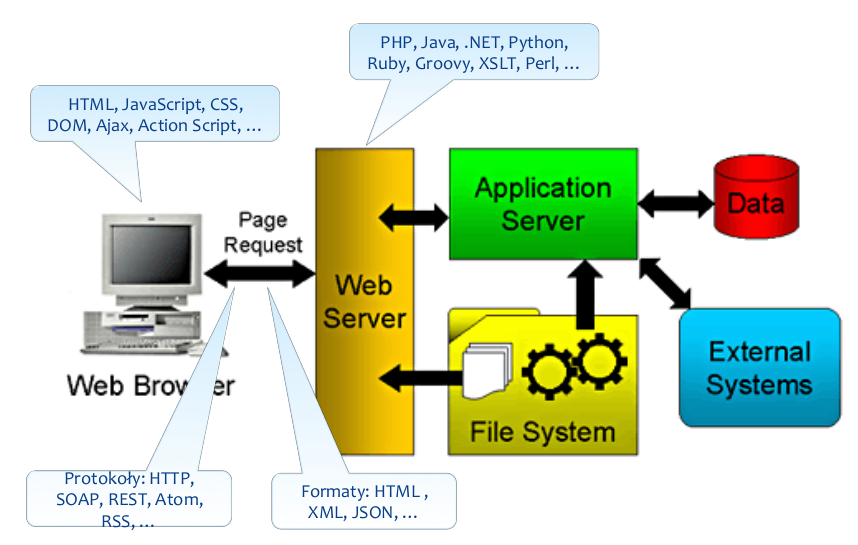 PHP, Java, .NET, Python,
Ruby, Groovy, XSLT, Perl, …
HTML, JavaScript, CSS,
DOM, Ajax, Action Script, …
Page
Request
Web Browser
Web
Server
Application
Server
Data
File System
External
Systems
Protokoły: HTTP,
SOAP, REST, Atom,
RSS, …
Formaty: HTML ,
XML, JSON, …